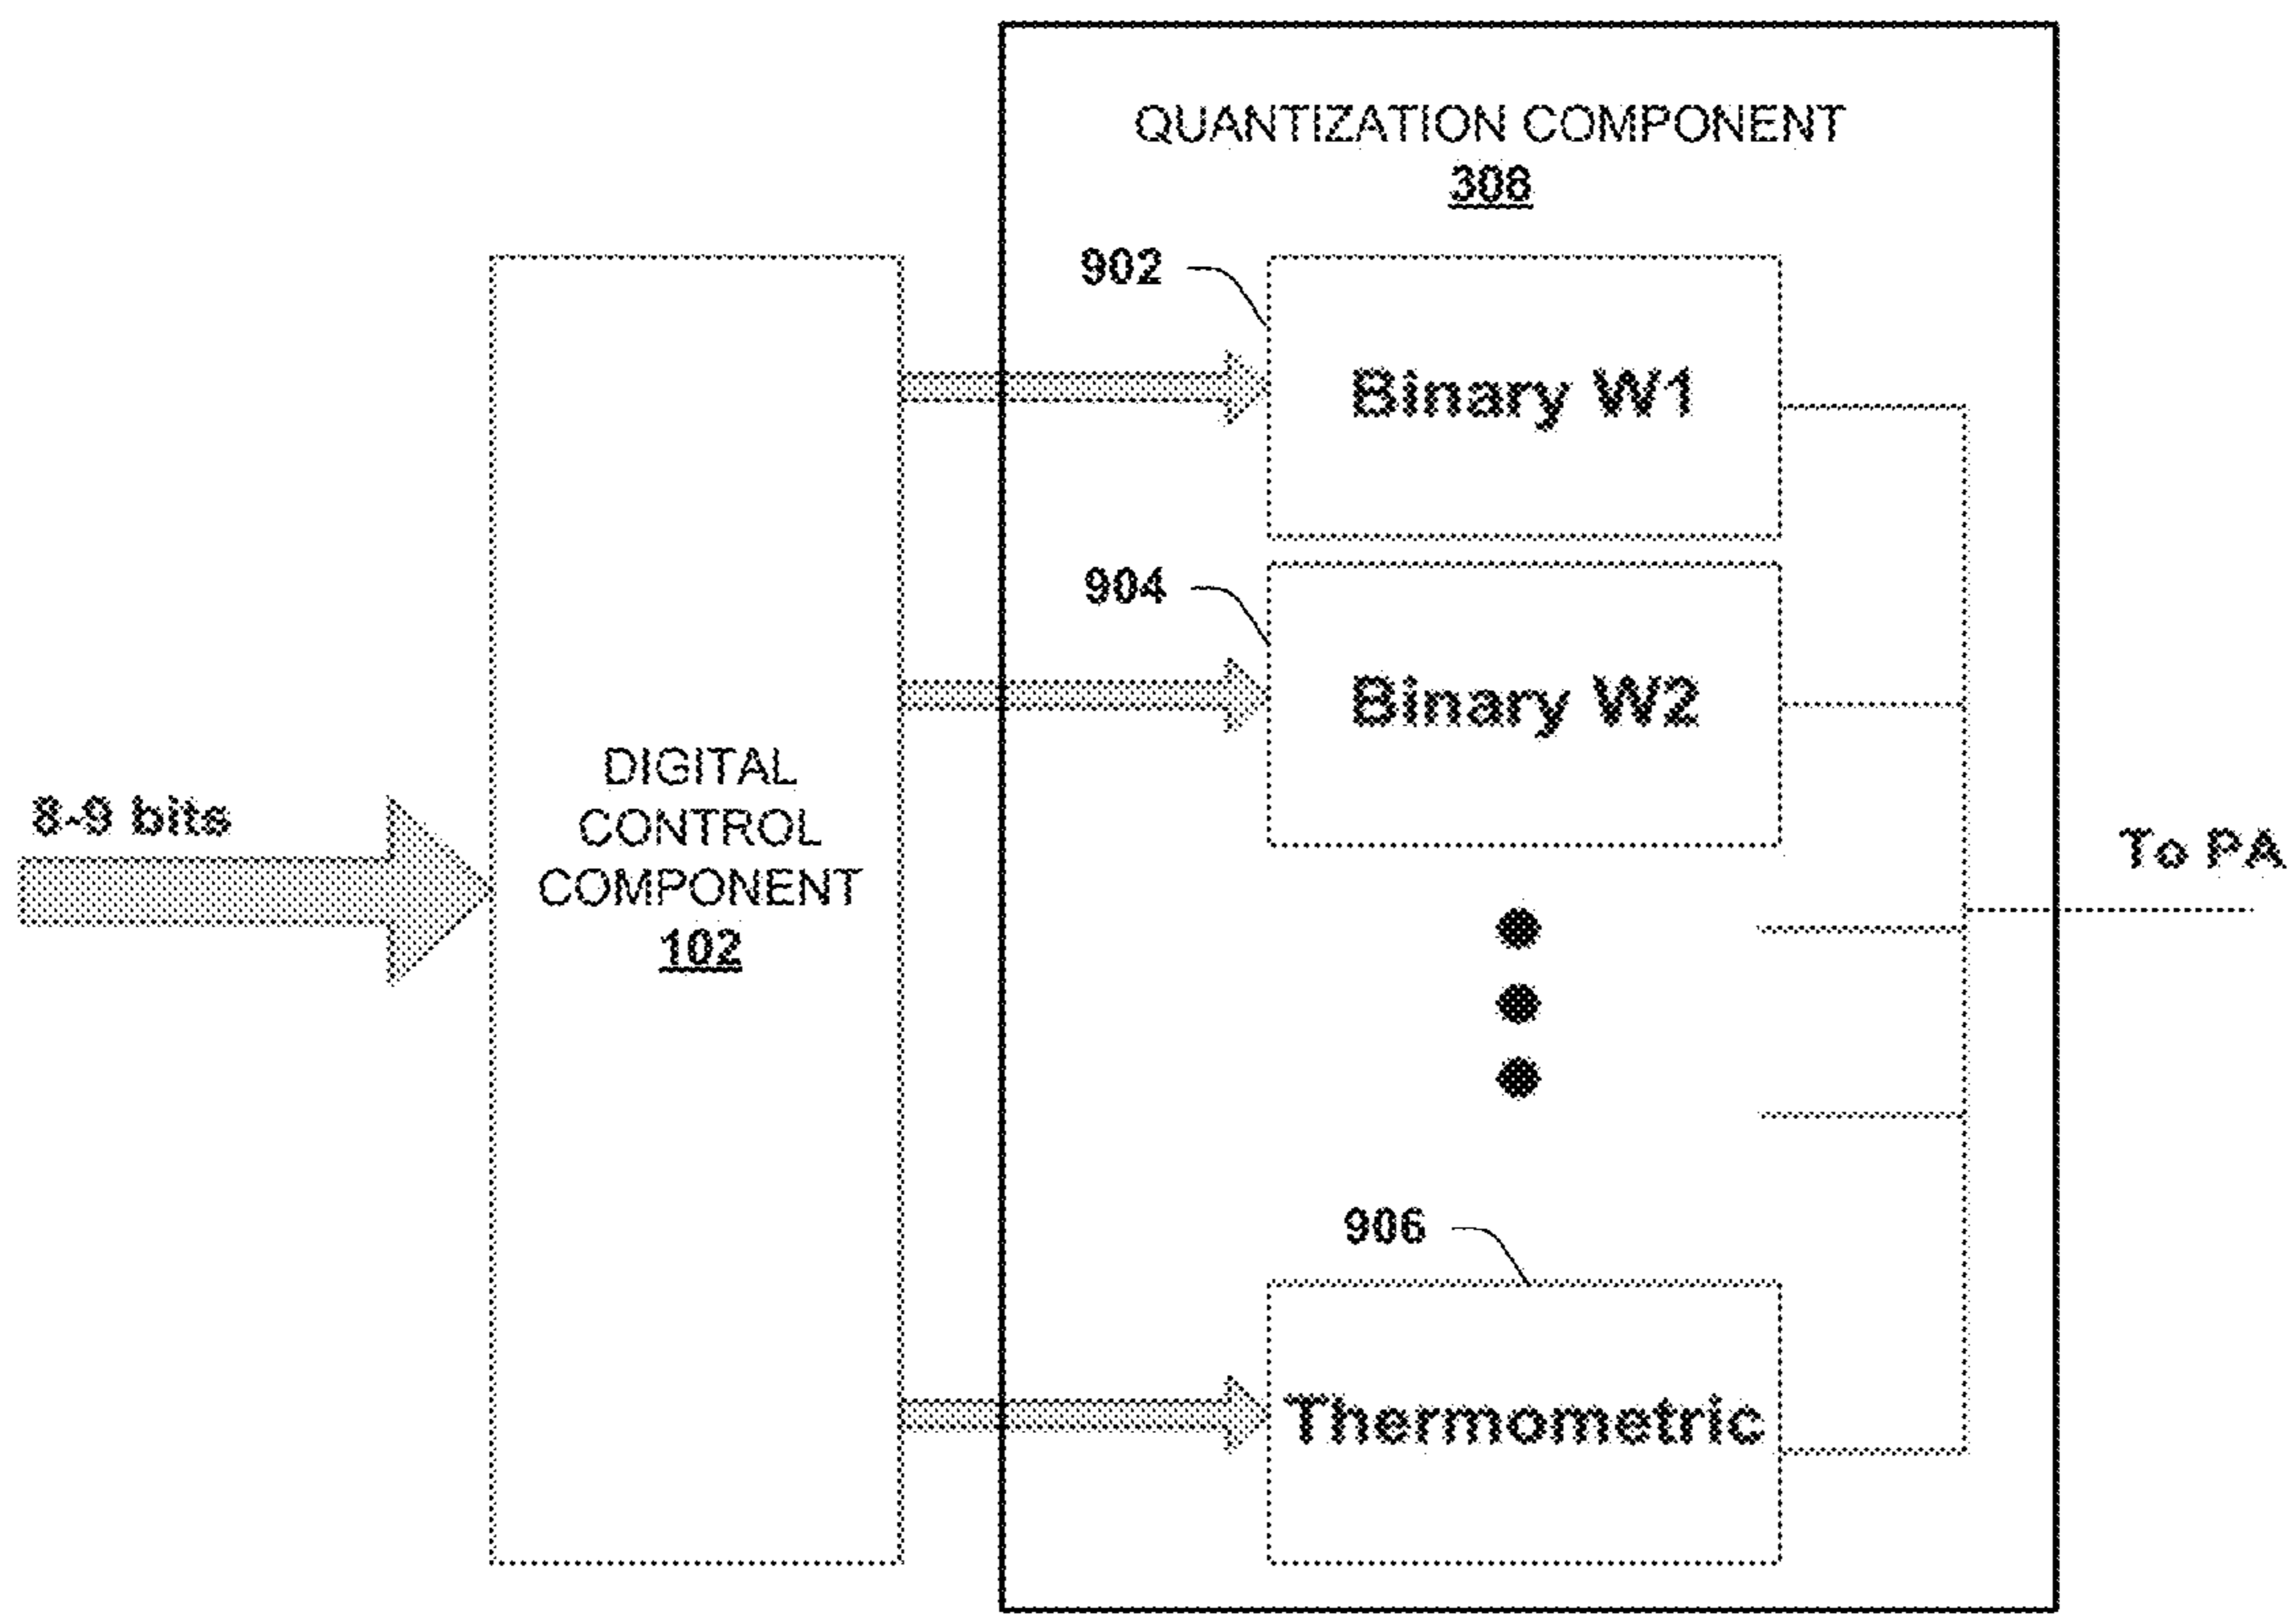 QUANTIZATION COMPONENT
308
902
Binary W1
904
Binary W2
8-9 bits
DIGITAL
CONTROL
COMPONENT
102
To PA
906
Thermometric